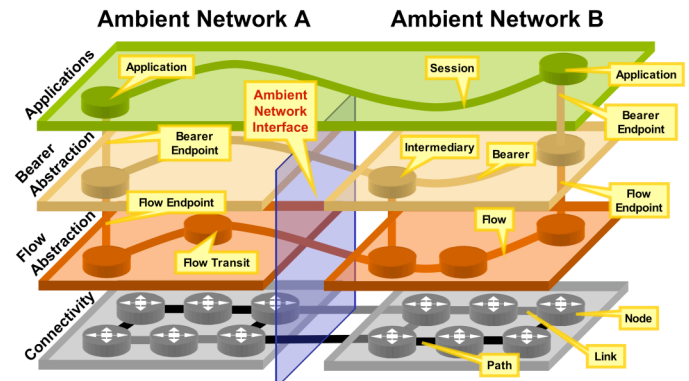 Ambient Network A
Ambient Network B
Applications
Application
Session
Application
Ambient
Network
Interface
Bearer
Abstraction
Bearer
Endpoint
Intermediary
Bearer
Bearer
Endpoint
Flow
Abstraction
Flow Endpoint
Flow Transit
Flow
Flow
Endpoint
Connectivity
Node
Link
Path